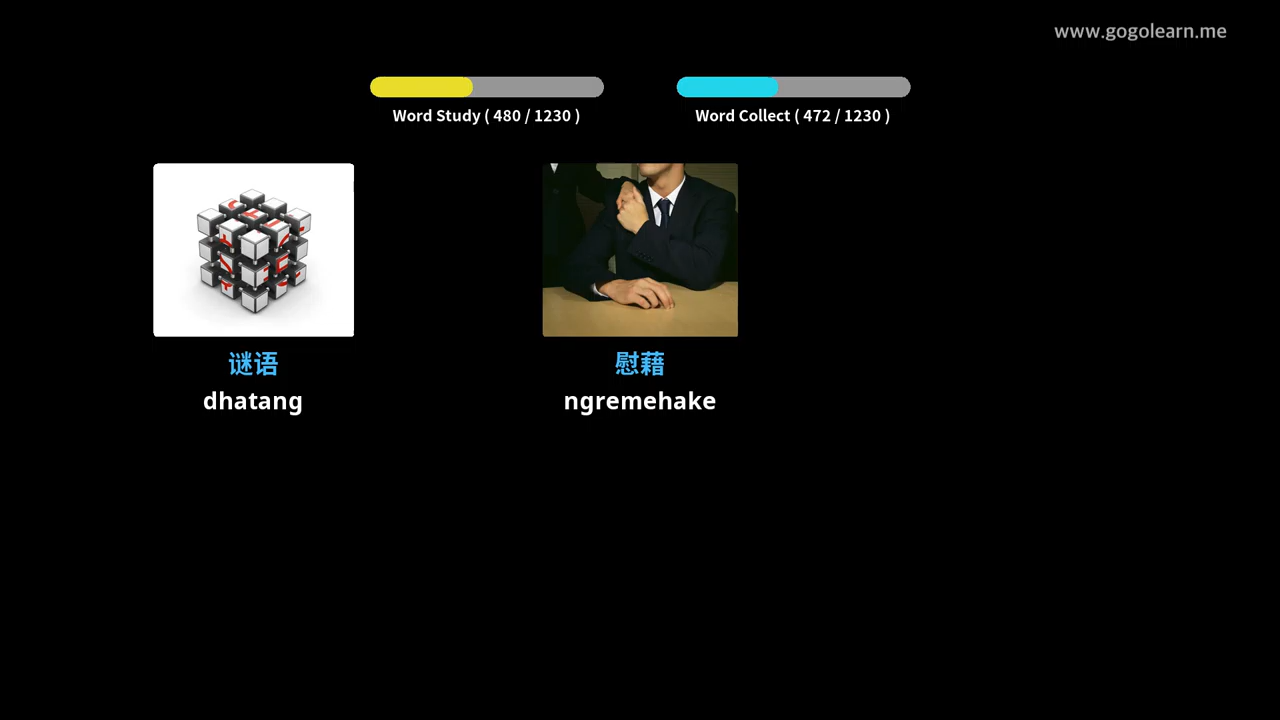 www.gogolearn.me
Word Study ( 480 / 1230 )
Word Collect ( 472 / 1230 )
谜语
dhatang
慰藉
ngremehake